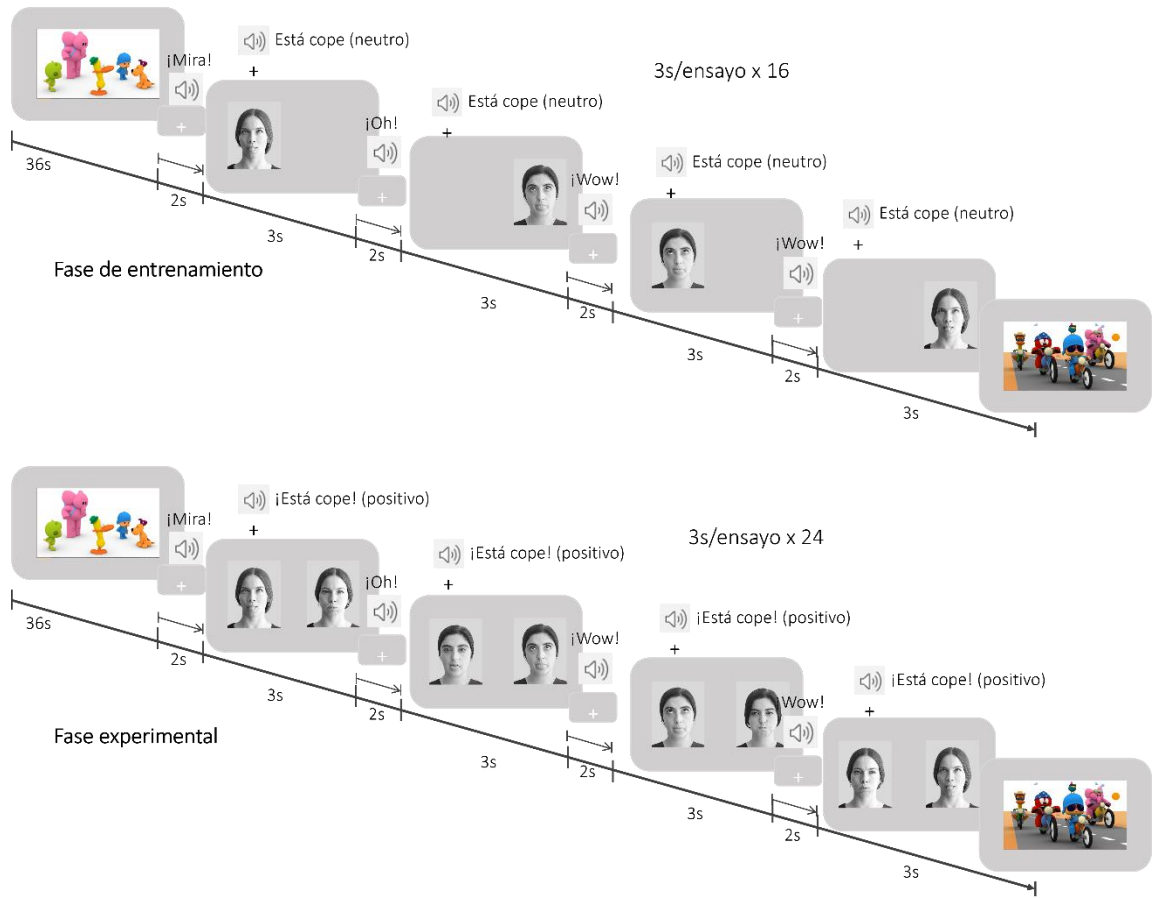 ¡Mira!
Está cope (neutro)
+
36s
2s
3s
¡Oh!
Está cope (neutro)
+
2s
3s
¡Wow!
3s/ensayo x 16
Está cope (neutro)
+
2s
3s
¡Wow!
Está cope (neutro)
+
2s
3s
Fase de entrenamiento
¡Mira!
¡Está cope! (positivo)
+
36s
2s
3s
¡Oh!
¡Está cope! (positivo)
+
2s
3s
¡Wow!
3s/ensayo x 24
¡Está cope! (positivo)
+
2s
3s
Wow!
¡Está cope! (positivo)
+
2s
3s
Fase experimental